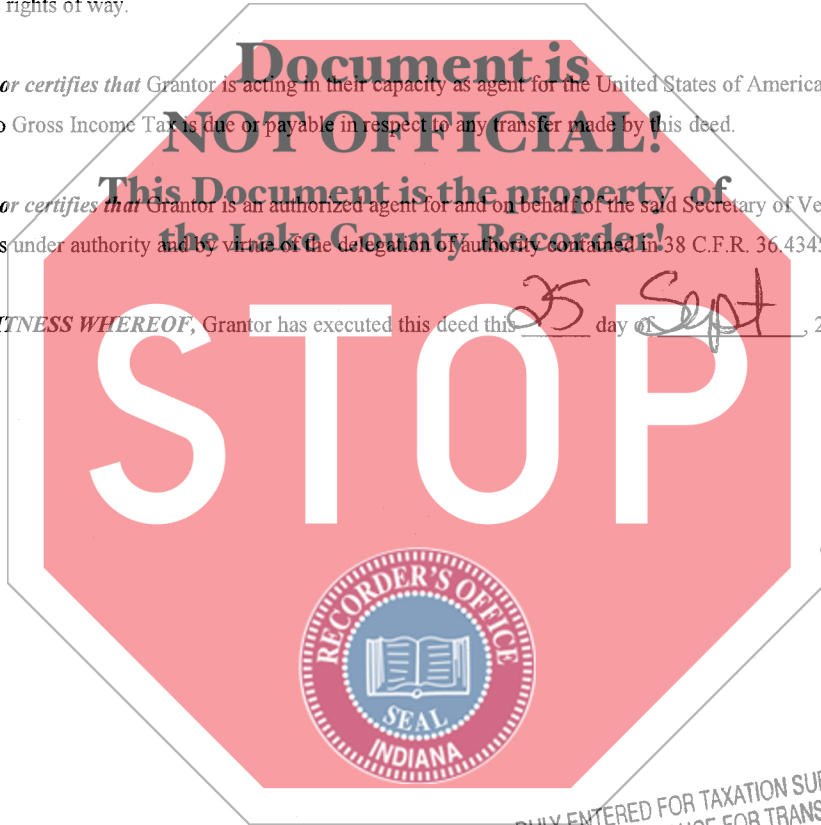 rights of way.
Document is
or certifies that Grantor is acting in their capacity as agent for the United States of America
NOT OFFICIAL!
Gross Income Tax is due or payable in respect to any transfer made by this deed.
This Document is the property of
or certifies that Grantor is an authorized agent for and on behalf of the said Secretary of Ve
the Lake County Recorder!
s under authority and by virtue of the delegation of authority contained in 38 C.F.R. 36.434
ITNESS WHEREOF, Grantor has executed this deed this 25 day of Sept, 2
STOP
RECORDER'S OFFICE
SEAL
INDIANA
DULY ENTERED FOR TAXATION SU
FOR TRANS